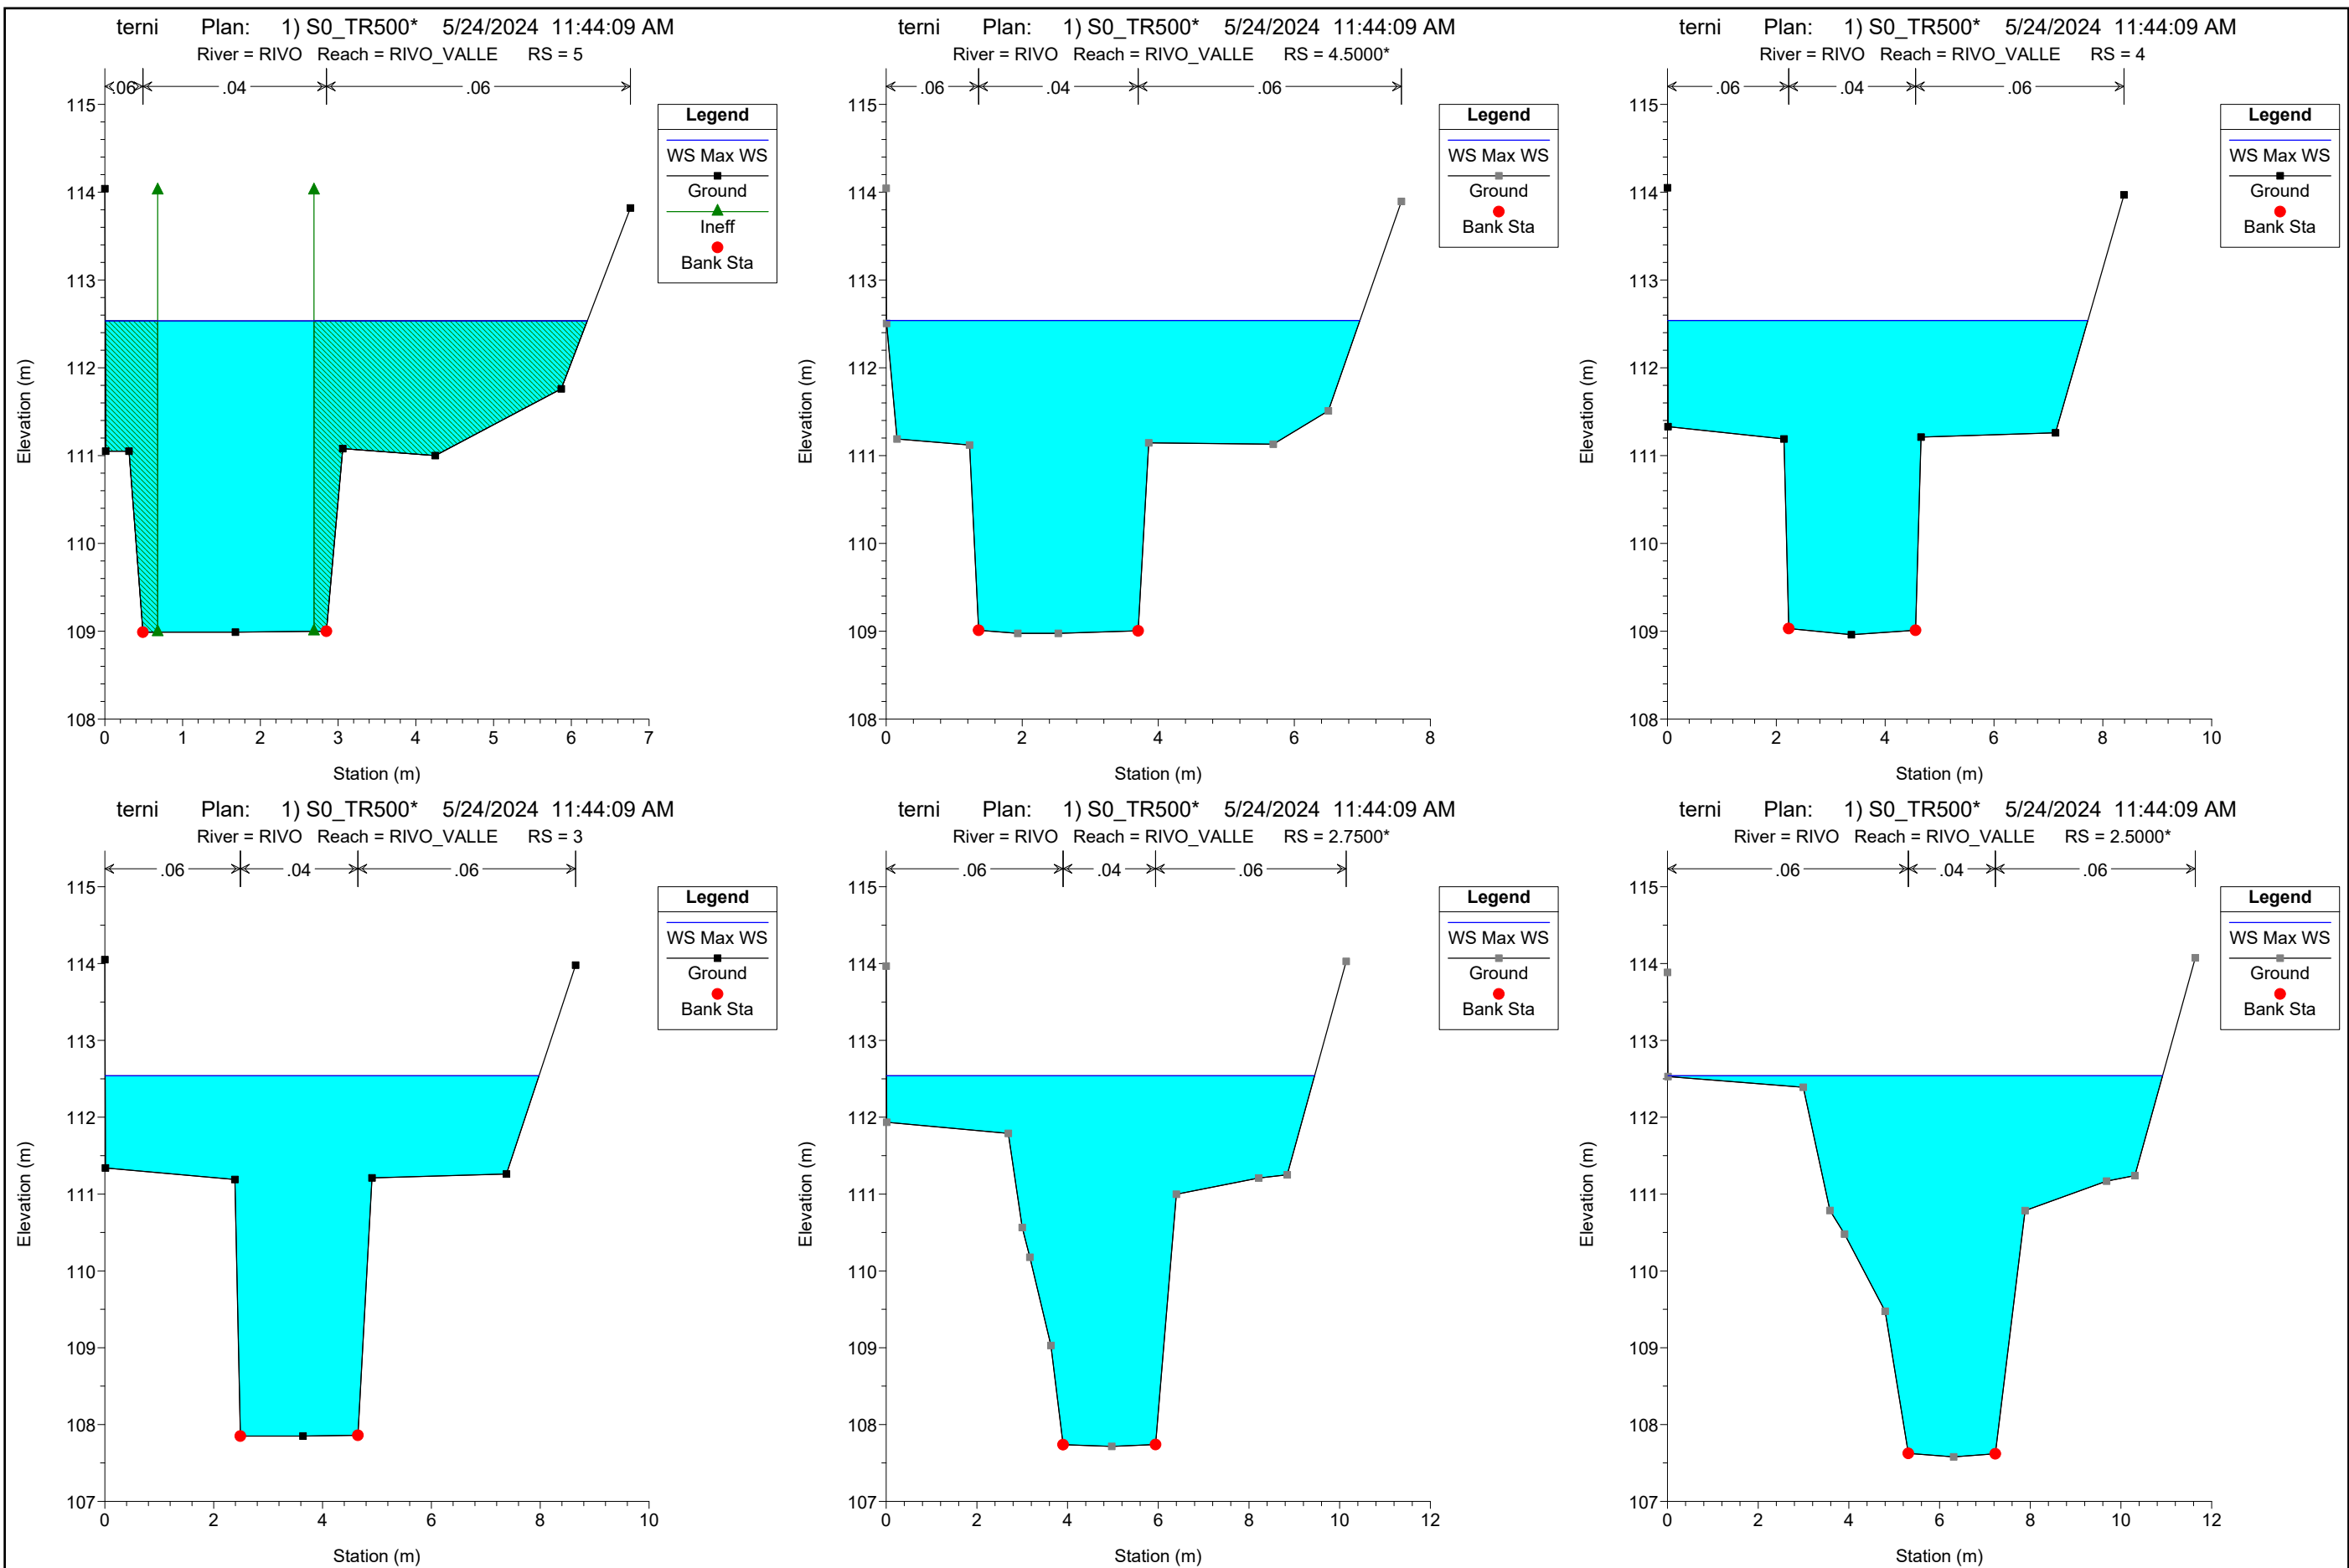 terni Plan: 1) S0_TR500* 5/24/2024 11:44:09 AM
River = RIVO Reach = RIVO_VALLE RS = 5
.06 .04 .06
115
114
113
112
111
110
109
108
0 1 2 3 4 5 6 7
Station (m)
Elevation (m)
Legend
WS Max WS
Ground
Ineff
Bank Sta
terni Plan: 1) S0_TR500* 5/24/2024 11:44:09 AM
River = RIVO Reach = RIVO_VALLE RS = 4.5000*
.06 .04 .06
115
114
113
112
111
110
109
108
0 2 4 6 8
Station (m)
Elevation (m)
Legend
WS Max WS
Ground
Bank Sta
terni Plan: 1) S0_TR500* 5/24/2024 11:44:09 AM
River = RIVO Reach = RIVO_VALLE RS = 4
.06 .04 .06
115
114
113
112
111
110
109
108
0 2 4 6 8 10
Station (m)
Elevation (m)
Legend
WS Max WS
Ground
Bank Sta
terni Plan: 1) S0_TR500* 5/24/2024 11:44:09 AM
River = RIVO Reach = RIVO_VALLE RS = 3
.06 .04 .06
115
114
113
112
111
110
109
108
107
0 2 4 6 8 10
Station (m)
Elevation (m)
Legend
WS Max WS
Ground
Bank Sta
terni Plan: 1) S0_TR500* 5/24/2024 11:44:09 AM
River = RIVO Reach = RIVO_VALLE RS = 2.7500*
.06 .04 .06
115
114
113
112
111
110
109
108
107
0 2 4 6 8 10 12
Station (m)
Elevation (m)
Legend
WS Max WS
Ground
Bank Sta
terni Plan: 1) S0_TR500* 5/24/2024 11:44:09 AM
River = RIVO Reach = RIVO_VALLE RS = 2.5000*
.06 .04 .06
115
114
113
112
111
110
109
108
107
0 2 4 6 8 10 12
Station (m)
Elevation (m)
Legend
WS Max WS
Ground
Bank Sta